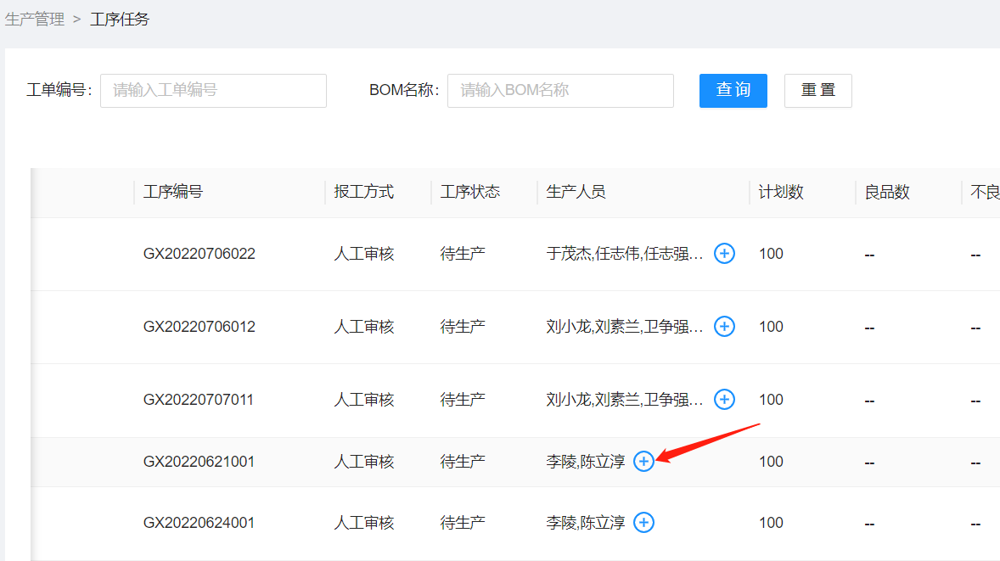 生产管理 > 工序任务
工单编号: 请输入工单编号 BOM名称: 请输入BOM名称 查询 重置
工序编号 报工方式 工序状态 生产人员 计划数 良品数 不良
GX20220706022 人工审核 待生产 于茂杰,任志伟,任志强... 100 -- --
GX20220706012 人工审核 待生产 刘小龙,刘素兰,卫争强... 100 -- --
GX20220707011 人工审核 待生产 刘小龙,刘素兰,卫争强... 100 -- --
GX20220621001 人工审核 待生产 李陵,陈立淳 100 -- --
GX20220624001 人工审核 待生产 李陵,陈立淳 100 -- --